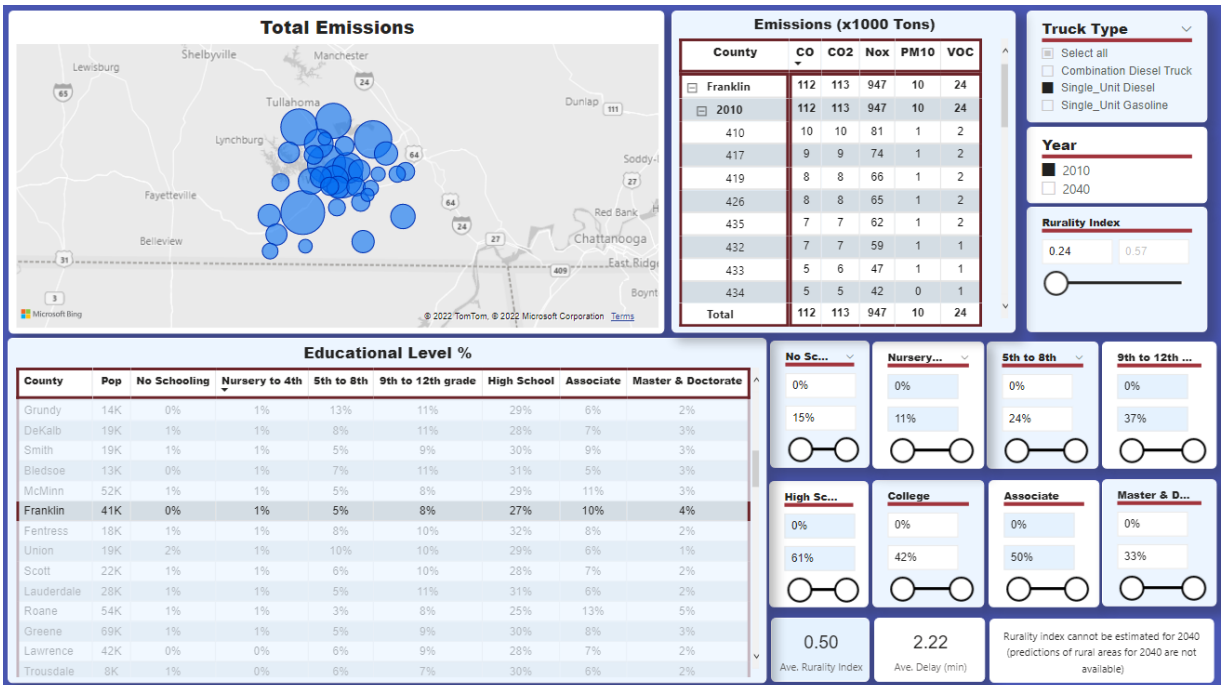 Total Emissions
Shelbyville
Manchester
Lewisburg
24
65
Tullahoma
Dunlap
111
Lynchburg
64
Soddy-
27
Fayetteville
64
Red Bank
H
24
27
Chattanooga
Belleview
31
East Ridge
409
3
Boynt
Microsoft Bing
© 2022 TomTom, © 2022 Microsoft Corporation Terms
Emissions (x1000 Tons)
County CO CO2 Nox PM10 VOC
Franklin 112 113 947 10 24
2010 112 113 947 10 24
410 10 10 81 1 2
417 9 9 74 1 2
419 8 8 66 1 2
426 8 8 65 1 2
435 7 7 62 1 2
432 7 7 59 1 1
433 5 6 47 1 1
434 5 5 42 0 1
Total 112 113 947 10 24
Truck Type
Select all
Combination Diesel Truck
Single_Unit Diesel
Single_Unit Gasoline
Year
2010
2040
Rurality Index
0.24 0.57
Educational Level %
County Pop No Schooling Nursery to 4th 5th to 8th 9th to 12th grade High School Associate Master & Doctorate
Grundy 14K 0% 1% 13% 11% 29% 6% 2%
DeKalb 19K 1% 1% 8% 11% 28% 7% 3%
Smith 19K 1% 1% 5% 9% 30% 9% 3%
Bledsoe 13K 0% 1% 7% 11% 31% 5% 3%
McMinn 52K 1% 1% 5% 8% 29% 11% 3%
Franklin 41K 0% 1% 5% 8% 27% 10% 4%
Fentress 18K 1% 1% 8% 10% 32% 8% 2%
Union 19K 2% 1% 10% 10% 29% 6% 1%
Scott 22K 1% 1% 6% 10% 28% 7% 2%
Lauderdale 28K 1% 1% 5% 11% 31% 6% 2%
Roane 54K 1% 1% 3% 8% 25% 13% 5%
Greene 69K 1% 1% 5% 9% 30% 8% 3%
Lawrence 42K 0% 0% 6% 9% 28% 7% 2%
Trousdale 8K 1% 0% 6% 7% 30% 6% 2%
No Sc...
0%
15%
Nursery...
0%
11%
5th to 8th
0%
24%
9th to 12th ...
0%
37%
High Sc...
0%
61%
College
0%
42%
Associate
0%
50%
Master & D...
0%
33%
0.50
Ave. Rurality Index
2.22
Ave. Delay (min)
Rurality index cannot be estimated for 2040
(predictions of rural areas for 2040 are not
available)